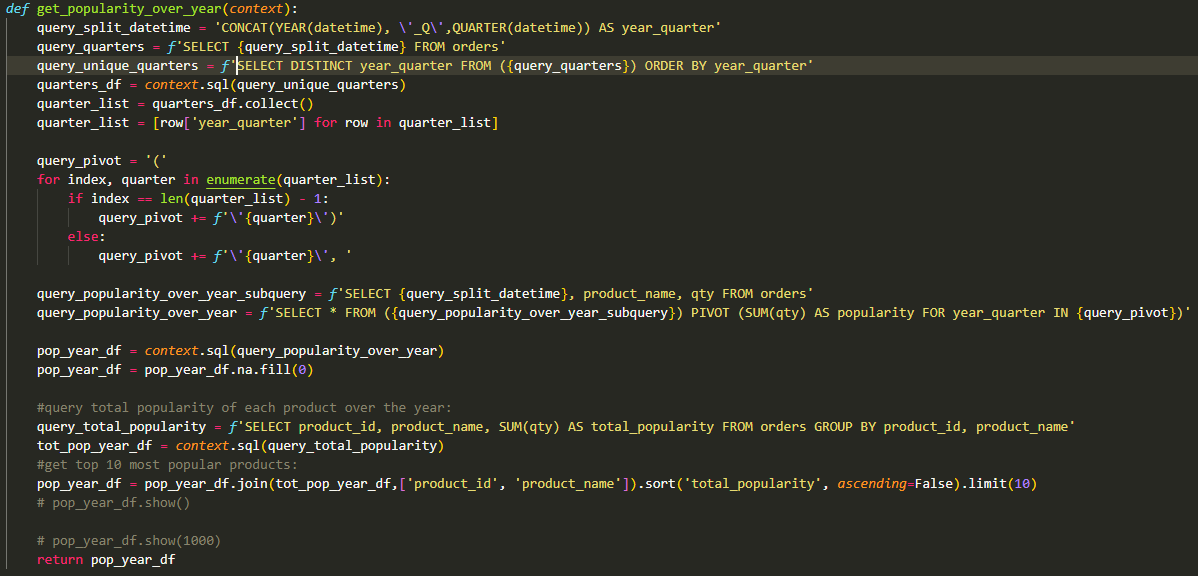 def get_popularity_over_year(context):
    query_split_datetime = 'CONCAT(YEAR(datetime), \'_Q\',QUARTER(datetime)) AS year_quarter'
    query_quarters = f'SELECT {query_split_datetime} FROM orders'
    query_unique_quarters = f'SELECT DISTINCT year_quarter FROM ({query_quarters}) ORDER BY year_quarter'
    quarters_df = context.sql(query_unique_quarters)
    quarter_list = quarters_df.collect()
    quarter_list = [row['year_quarter'] for row in quarter_list]

    query_pivot = '('
    for index, quarter in enumerate(quarter_list):
        if index == len(quarter_list) - 1:
            query_pivot += f'\'{quarter}\')'
        else:
            query_pivot += f'\'{quarter}\', '

    query_popularity_over_year_subquery = f'SELECT {query_split_datetime}, product_name, qty FROM orders'
    query_popularity_over_year = f'SELECT * FROM ({query_popularity_over_year_subquery}) PIVOT (SUM(qty) AS popularity FOR year_quarter IN {query_pivot})'

    pop_year_df = context.sql(query_popularity_over_year)
    pop_year_df = pop_year_df.na.fill(0)

    #query total popularity of each product over the year:
    query_total_popularity = f'SELECT product_id, product_name, SUM(qty) AS total_popularity FROM orders GROUP BY product_id, product_name'
    tot_pop_year_df = context.sql(query_total_popularity)
    #get top 10 most popular products:
    pop_year_df = pop_year_df.join(tot_pop_year_df,['product_id', 'product_name']).sort('total_popularity', ascending=False).limit(10)
    # pop_year_df.show()

    # pop_year_df.show(1000)
    return pop_year_df